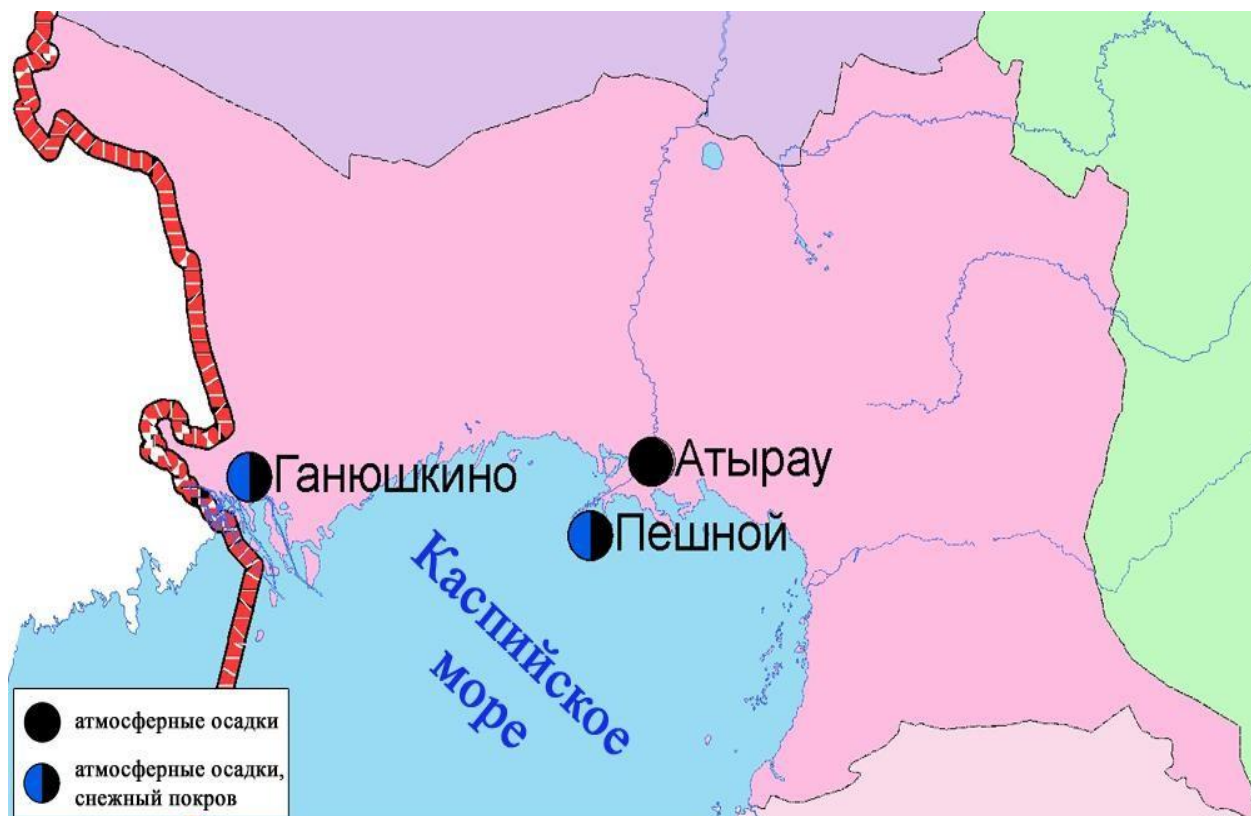 Ганюшкино
Атырау
Пешной
Каспийское
море
атмосферные осадки
атмосферные осадки,
снежный покров